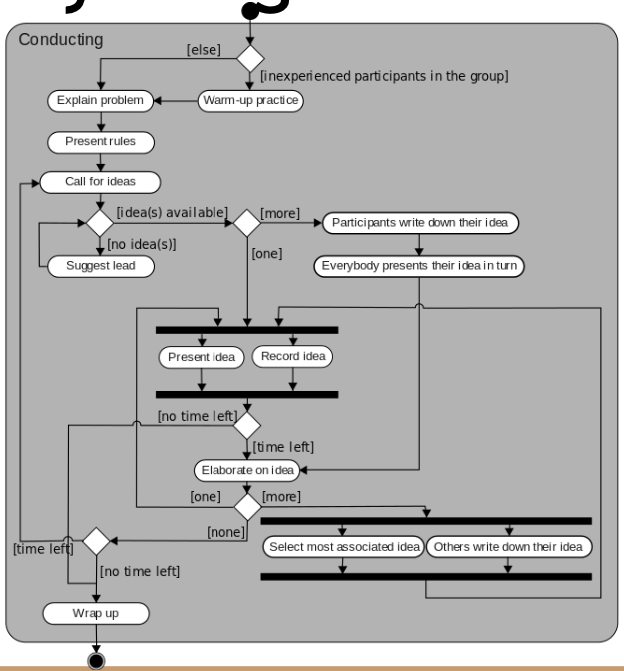 Conducting
[else]
[inexperienced participants in the group]
Explain problem
Warm-up practice
Present rules
Call for ideas
[idea(s) available]
[more]
Participants write down their idea
[no idea(s)]
[one]
Suggest lead
Everybody presents their idea in turn
Present idea
Record idea
[no time left]
[time left]
Elaborate on idea
[one]
[more]
[none]
[time left]
Select most associated idea
Others write down their idea
[no time left]
Wrap up